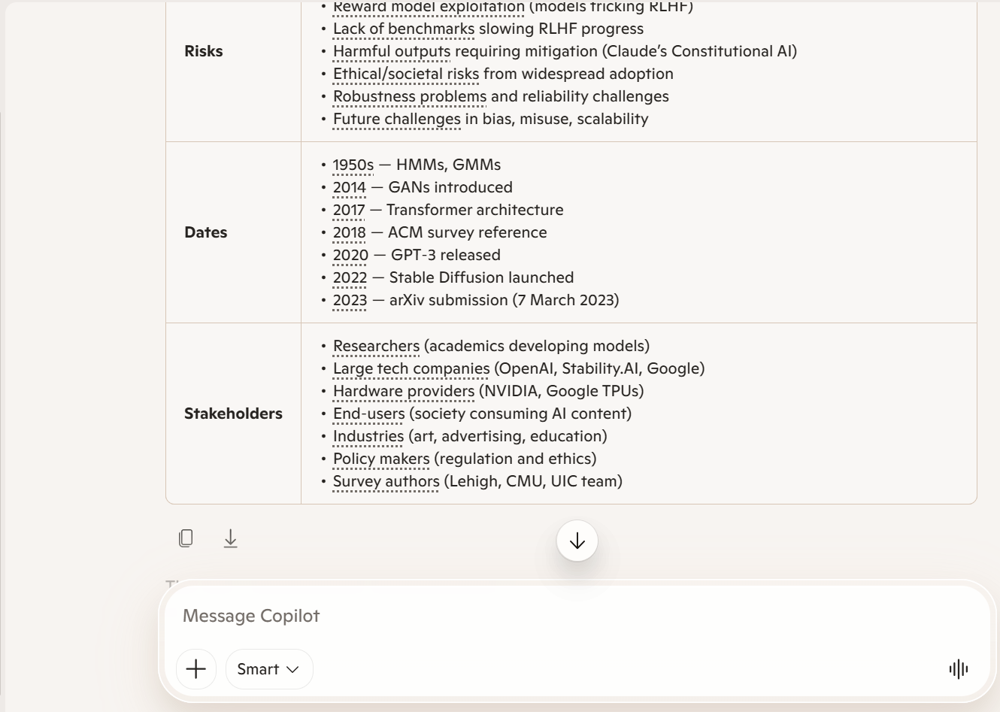 • Reward model exploitation (models tricking RLHF)
• Lack of benchmarks slowing RLHF progress
Risks
• Harmful outputs requiring mitigation (Claude’s Constitutional AI)
• Ethical/societal risks from widespread adoption
• Robustness problems and reliability challenges
• Future challenges in bias, misuse, scalability
• 1950s — HMMs, GMMs
• 2014 — GANs introduced
• 2017 — Transformer architecture
Dates
• 2018 — ACM survey reference
• 2020 — GPT-3 released
• 2022 — Stable Diffusion launched
• 2023 — arXiv submission (7 March 2023)
• Researchers (academics developing models)
• Large tech companies (OpenAI, Stability.AI, Google)
• Hardware providers (NVIDIA, Google TPUs)
Stakeholders
• End-users (society consuming AI content)
• Industries (art, advertising, education)
• Policy makers (regulation and ethics)
• Survey authors (Lehigh, CMU, UIC team)
Message Copilot
Smart